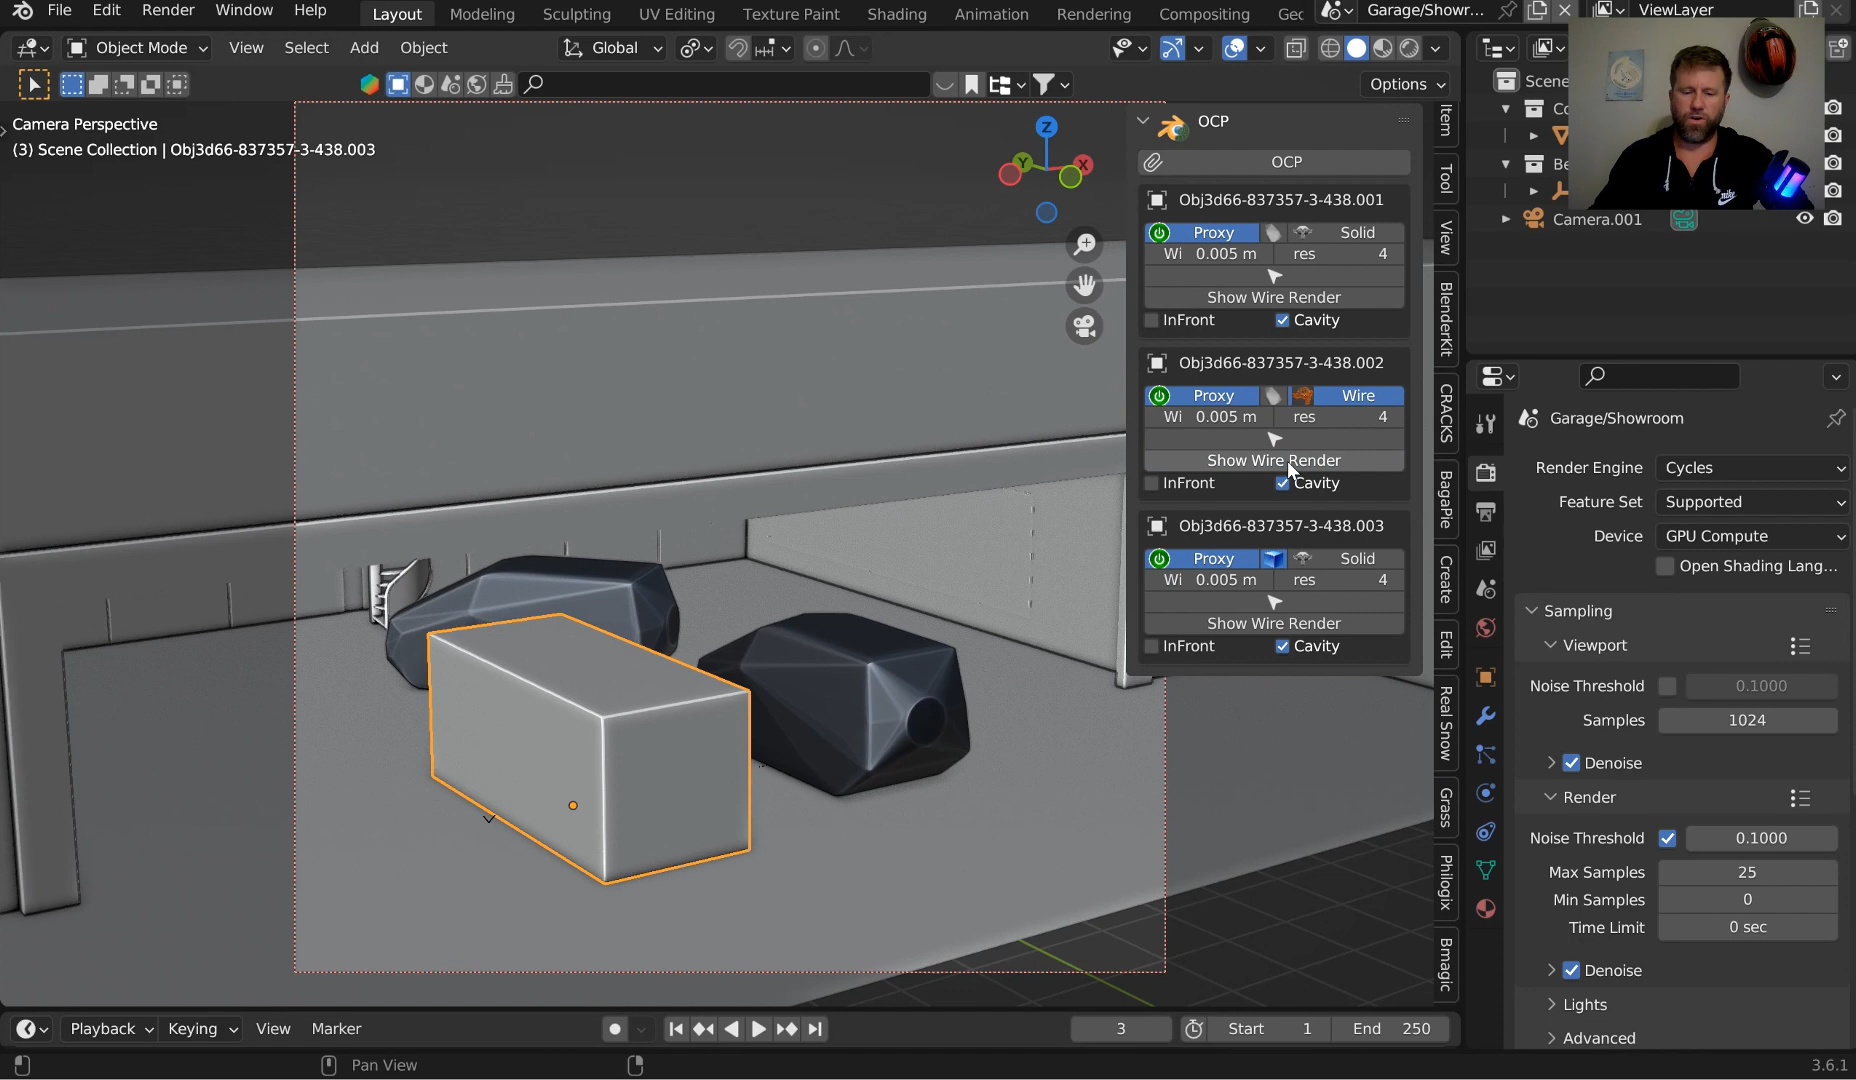 File Edit Render Window Help Layout Modeling Sculpting UV Editing Texture Paint Shading Animation Rendering Compositing Gec Garage/Showr... ViewLayer
Object Mode View Select Add Object Global
Options
Camera Perspective
(3) Scene Collection | Obj3d66-837357-3-438.003
Z
Y
X
OCP
OCP
Obj3d66-837357-3-438.001
Proxy Solid
Wi 0.005 m res 4
Show Wire Render
InFront Cavity
Obj3d66-837357-3-438.002
Proxy Wire
Wi 0.005 m res 4
Show Wire Render
InFront Cavity
Obj3d66-837357-3-438.003
Proxy Solid
Wi 0.005 m res 4
Show Wire Render
InFront Cavity
Item
Tool
View
BlenderKit
CRACKS
BagaPie
Create
Edit
Real Snow
Grass
Philogix
Bmagic
Scene
Co
Be
Camera.001
Garage/Showroom
Render Engine Cycles
Feature Set Supported
Device GPU Compute
Open Shading Lang...
Sampling
Viewport
Noise Threshold 0.1000
Samples 1024
Denoise
Render
Noise Threshold 0.1000
Max Samples 25
Min Samples 0
Time Limit 0 sec
Denoise
Lights
Advanced
Playback Keying View Marker 3 Start 1 End 250
Pan View 3.6.1